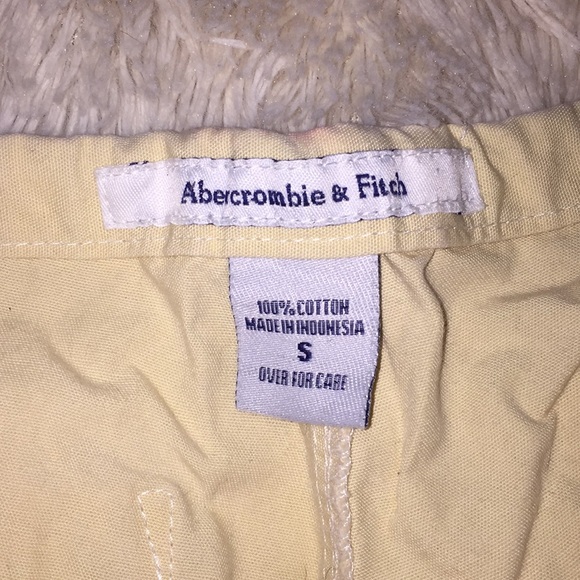 Abercrombie & Fitch
100% COTTON
MADE IN INDONESIA
S
OVER FOR CARE